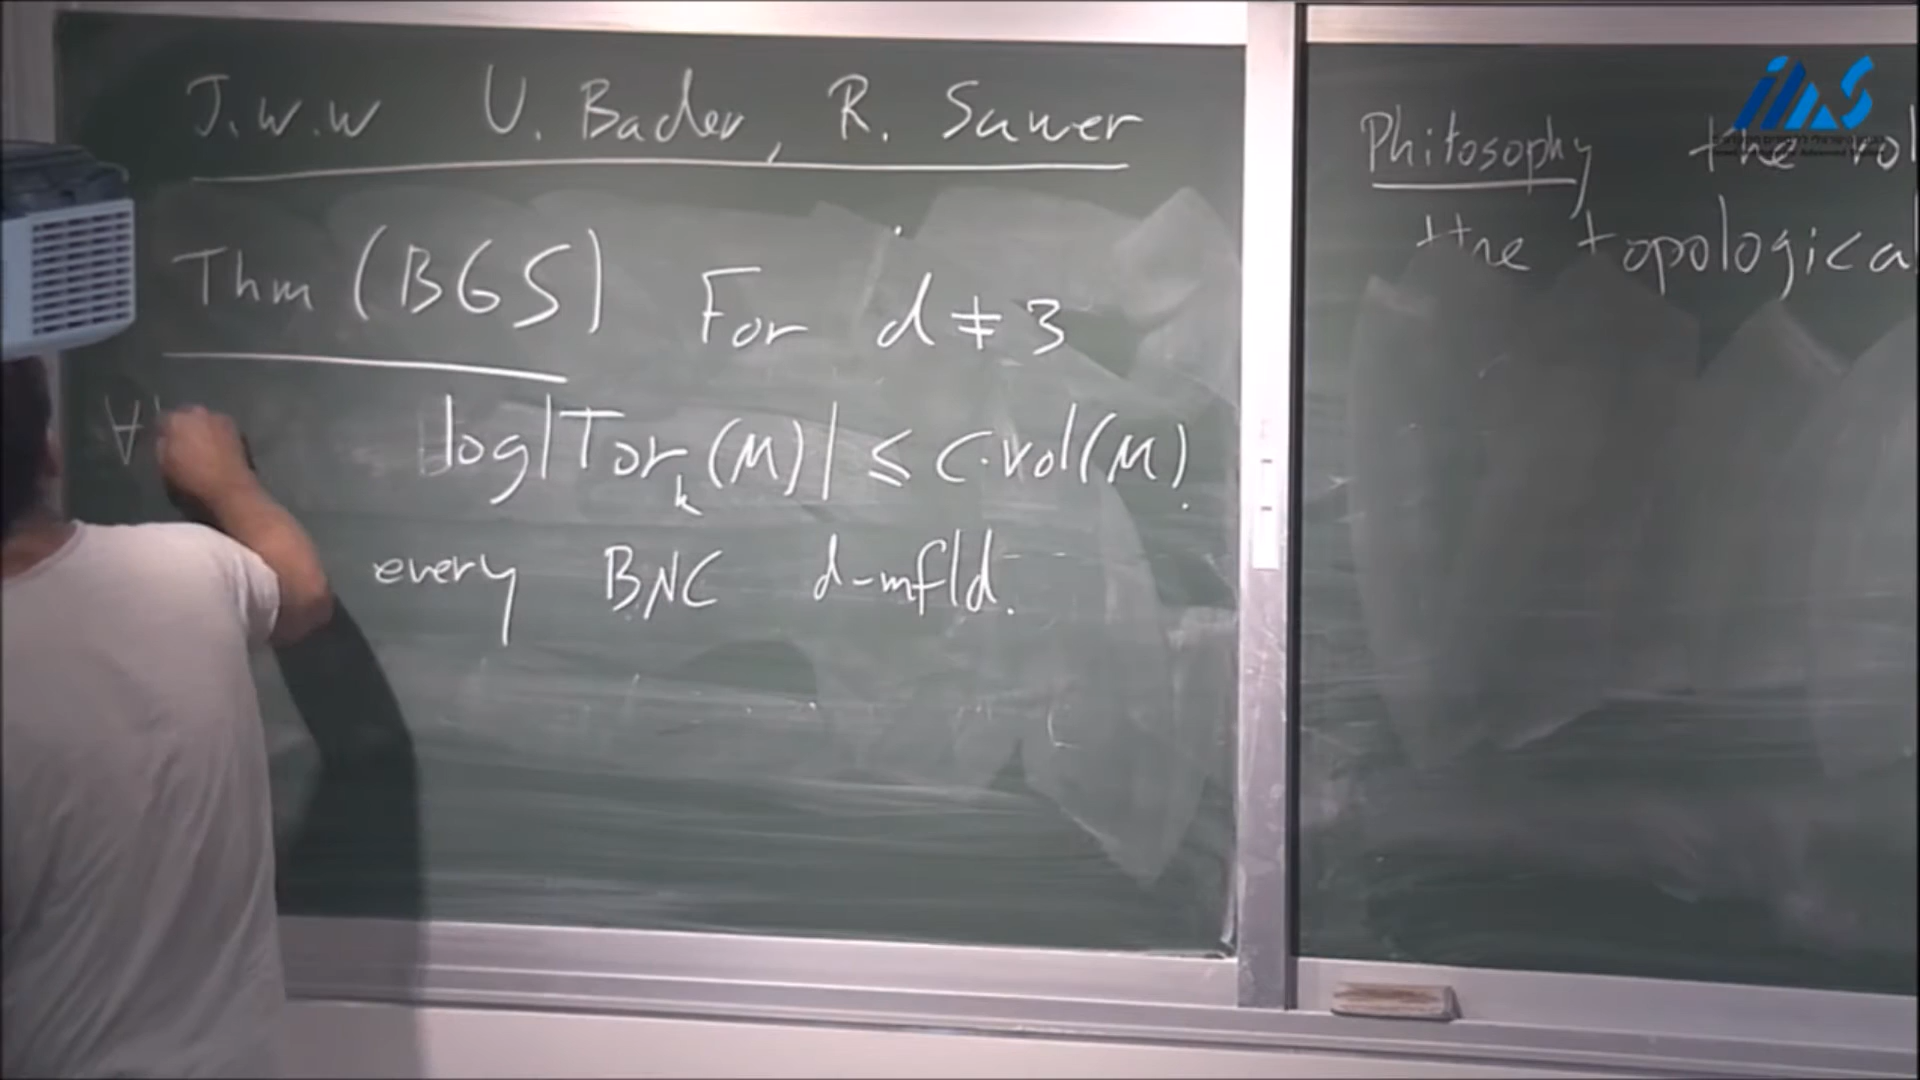 J.w.w U. Bader, R. Sauer
Thm (BGS) For d ≠ 3
∀
log|Tor_k(M)| ≤ C·vol(M).
every BNC d-mfld.
Philosophy the vol
the topological